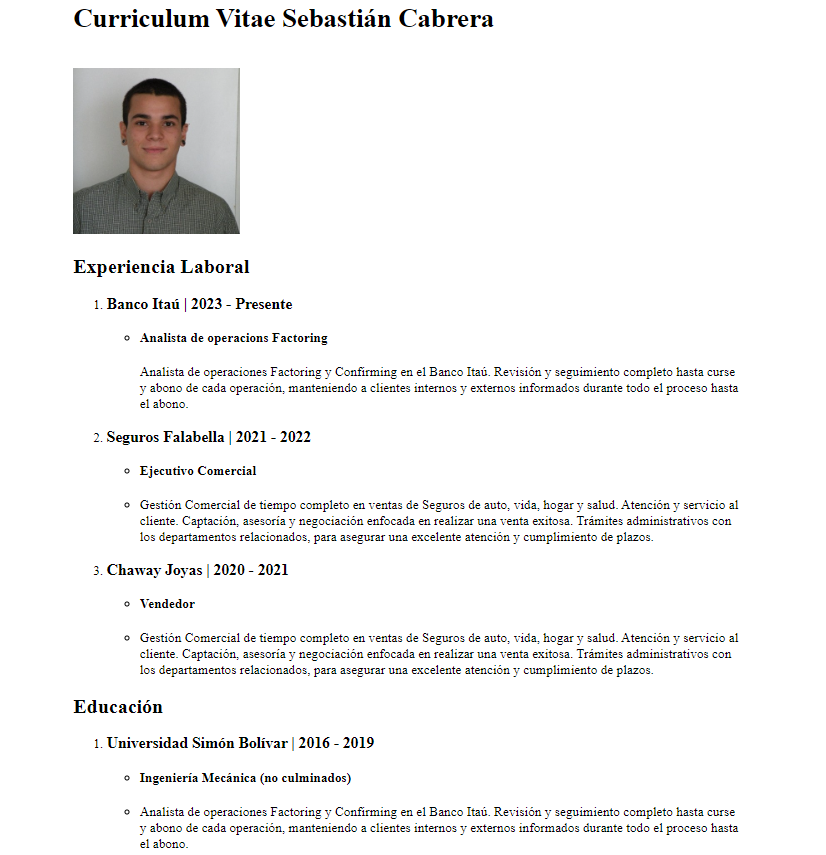 Curriculum Vitae Sebastián Cabrera
Experiencia Laboral
1. Banco Itaú | 2023 - Presente
Analista de operacions Factoring
Analista de operaciones Factoring y Confirming en el Banco Itaú. Revisión y seguimiento completo hasta curse
y abono de cada operación, manteniendo a clientes internos y externos informados durante todo el proceso hasta
el abono.
2. Seguros Falabella | 2021 - 2022
Ejecutivo Comercial
Gestión Comercial de tiempo completo en ventas de Seguros de auto, vida, hogar y salud. Atención y servicio al
cliente. Captación, asesoría y negociación enfocada en realizar una venta exitosa. Trámites administrativos con
los departamentos relacionados, para asegurar una excelente atención y cumplimiento de plazos.
3. Chaway Joyas | 2020 - 2021
Vendedor
Gestión Comercial de tiempo completo en ventas de Seguros de auto, vida, hogar y salud. Atención y servicio al
cliente. Captación, asesoría y negociación enfocada en realizar una venta exitosa. Trámites administrativos con
los departamentos relacionados, para asegurar una excelente atención y cumplimiento de plazos.
Educación
1. Universidad Simón Bolívar | 2016 - 2019
Ingeniería Mecánica (no culminados)
Analista de operaciones Factoring y Confirming en el Banco Itaú. Revisión y seguimiento completo hasta curse
y abono de cada operación, manteniendo a clientes internos y externos informados durante todo el proceso hasta
el abono.